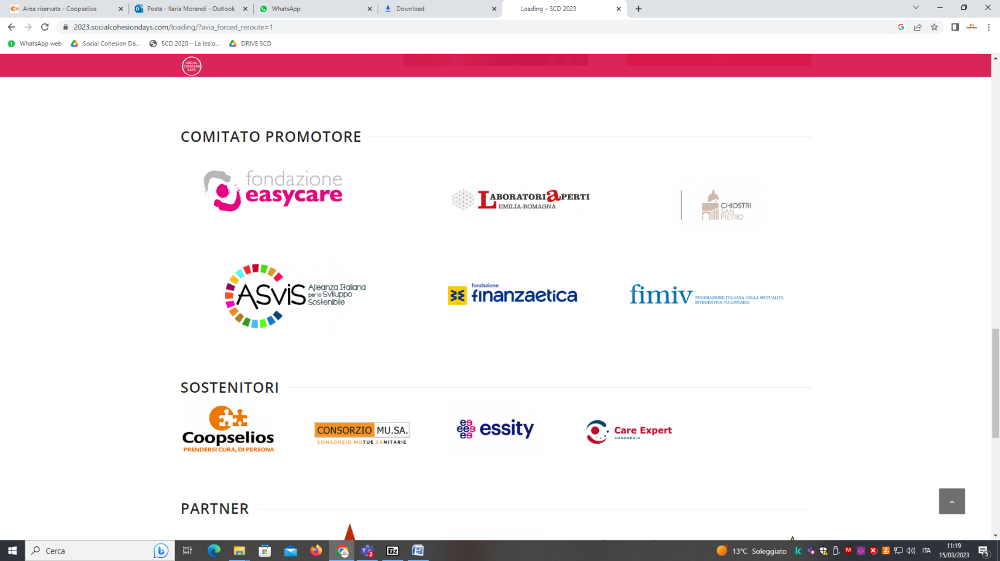 Area riservata - Coopselios
Posta - Ilaria Morandi - Outlook
WhatsApp
Download
Loading – SCD 2023
2023.socialcohesiondays.com/loading/?avia_forced_reroute=1
WhatsApp web
Social Cohesion Da...
SCD 2020 – La lezio...
DRIVE SCD
SOCIAL
COHESION
DAYS
COMITATO PROMOTORE
fondazione
easycare
LABORATORI APERTI
EMILIA-ROMAGNA
CHIOSTRI
SAN
PIETRO
ASviS
Alleanza Italiana
per lo Sviluppo
Sostenibile
fondazione
finanzaetica
fimiv
FEDERAZIONE ITALIANA DELLA MUTUALITÀ
INTEGRATIVA VOLONTARIA
SOSTENITORI
Coopselios
PRENDERSI CURA, DI PERSONA
CONSORZIO MU.SA.
CONSORZIO MUTUE SANITARIE
essity
Care Expert
CONSORZIO
PARTNER
Cerca
13°C Soleggiato
ITA
11:19
15/03/2023
5